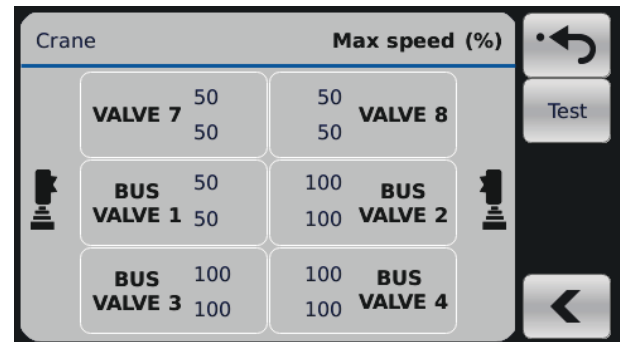 Crane Max speed (%)
Test
VALVE 7 50 50
50 50 VALVE 8
BUS VALVE 1 50 50
100 100 BUS VALVE 2
BUS VALVE 3 100 100
100 100 BUS VALVE 4